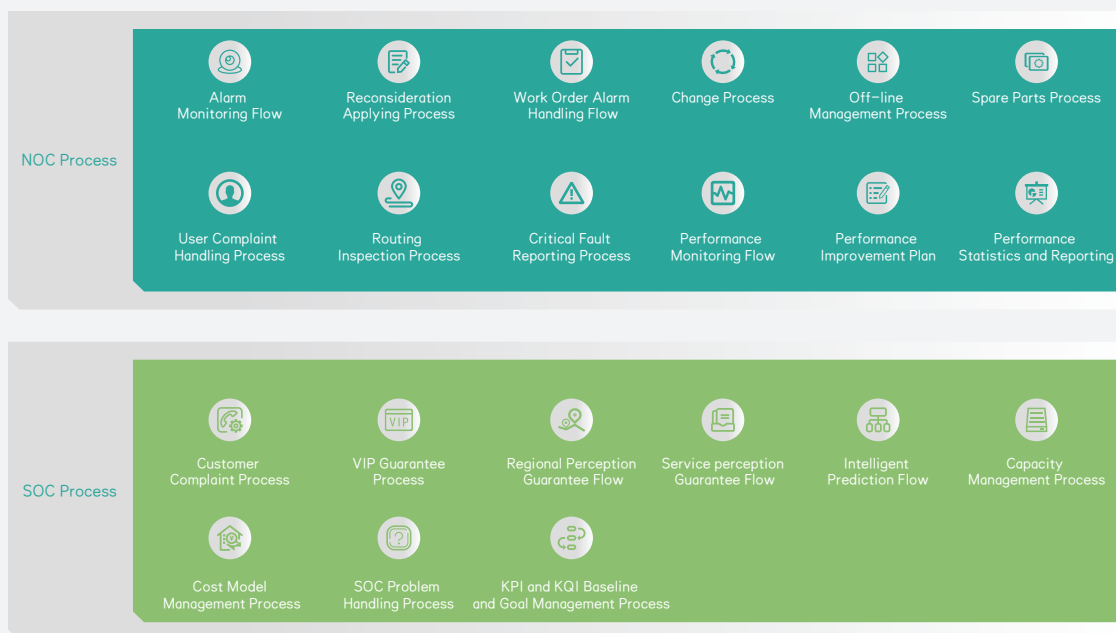 NOC Process
Alarm
Monitoring Flow
Reconsideration
Applying Process
Work Order Alarm
Handling Flow
Change Process
Off-line
Management Process
Spare Parts Process
User Complaint
Handling Process
Routing
Inspection Process
Critical Fault
Reporting Process
Performance
Monitoring Flow
Performance
Improvement Plan
Performance
Statistics and Reporting
SOC Process
Customer
Complaint Process
VIP
VIP Guarantee
Process
Regional Perception
Guarantee Flow
Service perception
Guarantee Flow
Intelligent
Prediction Flow
Capacity
Management Process
Cost Model
Management Process
?
SOC Problem
Handling Process
KPI and KQI Baseline
and Goal Management Process